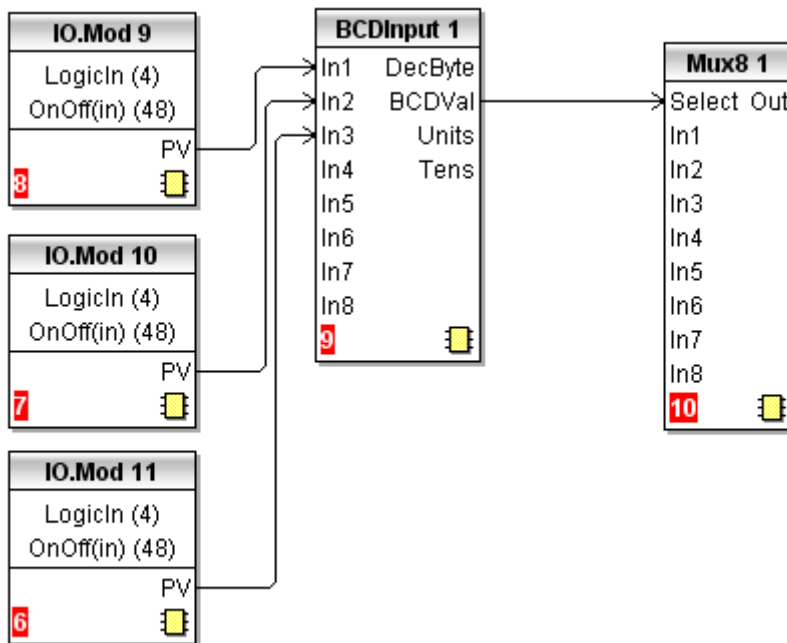 IO.Mod 9
LogicIn (4)
OnOff(in) (48)
PV
8
IO.Mod 10
LogicIn (4)
OnOff(in) (48)
PV
7
IO.Mod 11
LogicIn (4)
OnOff(in) (48)
PV
6
BCDInput 1
In1 DecByte
In2 BCDVal
In3 Units
In4 Tens
In5
In6
In7
In8
9
Mux8 1
Select Out
In1
In2
In3
In4
In5
In6
In7
In8
10